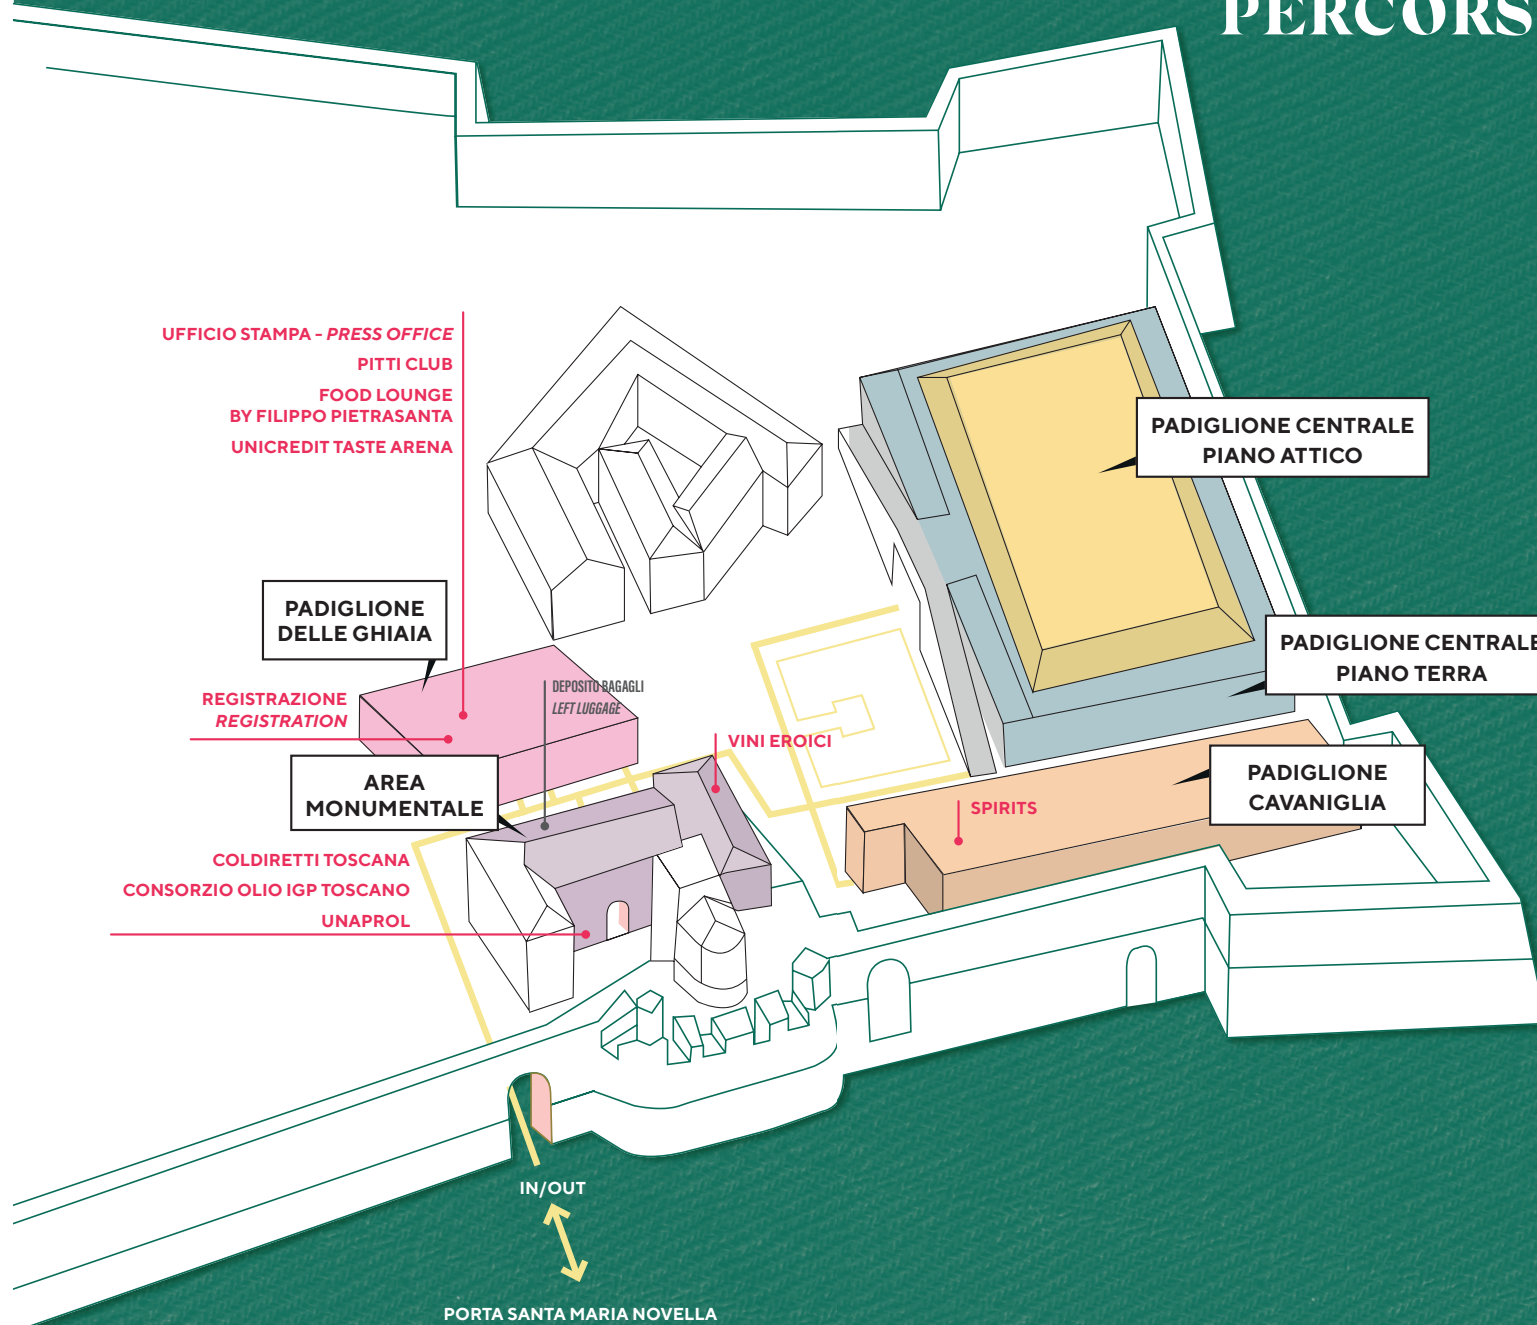 PERCORS
UFFICIO STAMPA - PRESS OFFICE
PITTI CLUB
FOOD LOUNGE
BY FILIPPO PIETRASANTA
UNICREDIT TASTE ARENA
PADIGLIONE CENTRALE
PIANO ATTICO
PADIGLIONE
DELLE GHIAIA
PADIGLIONE CENTRALE
PIANO TERRA
REGISTRAZIONE
REGISTRATION
DEPOSITO BAGAGLI
LEFT LUGGAGE
VINI EROICI
AREA
MONUMENTALE
PADIGLIONE
CAVANIGLIA
SPIRITS
COLDIRETTI TOSCANA
CONSORZIO OLIO IGP TOSCANO
UNAPROL
IN/OUT
PORTA SANTA MARIA NOVELLA